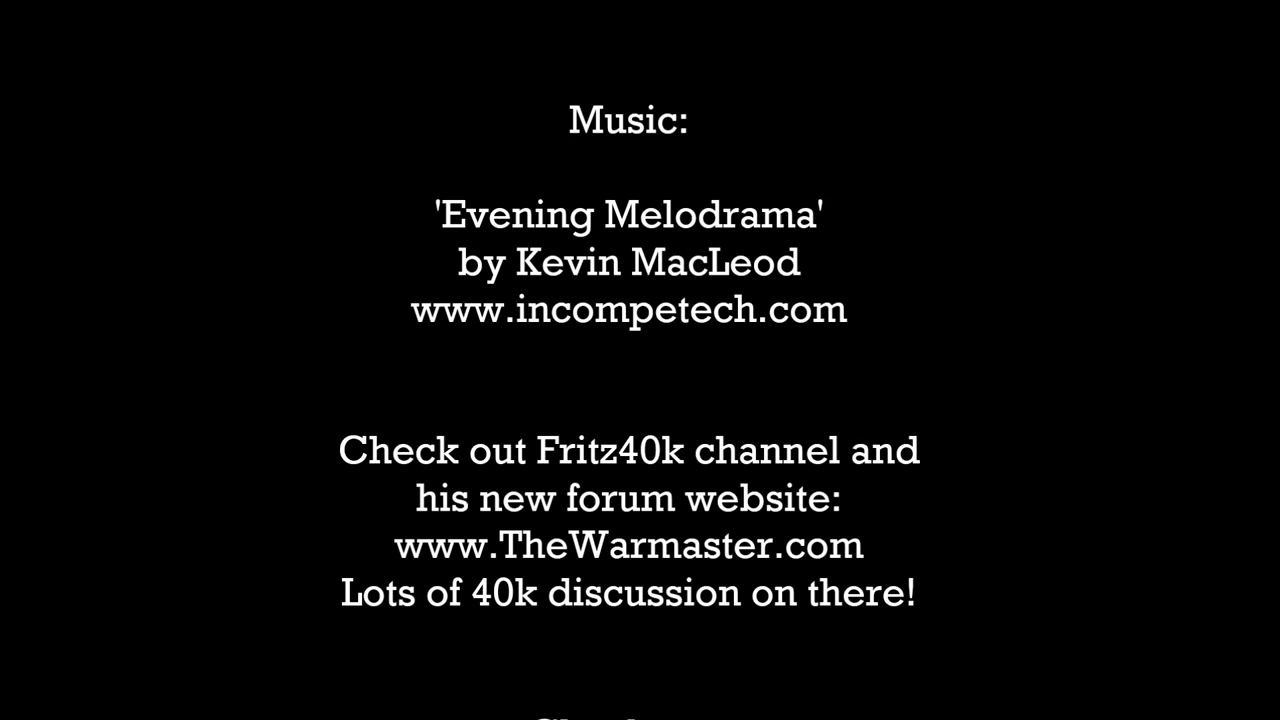 Music:
'Evening Melodrama'
by Kevin MacLeod
www.incompetech.com
Check out Fritz40k channel and
his new forum website:
www.TheWarmaster.com
Lots of 40k discussion on there!